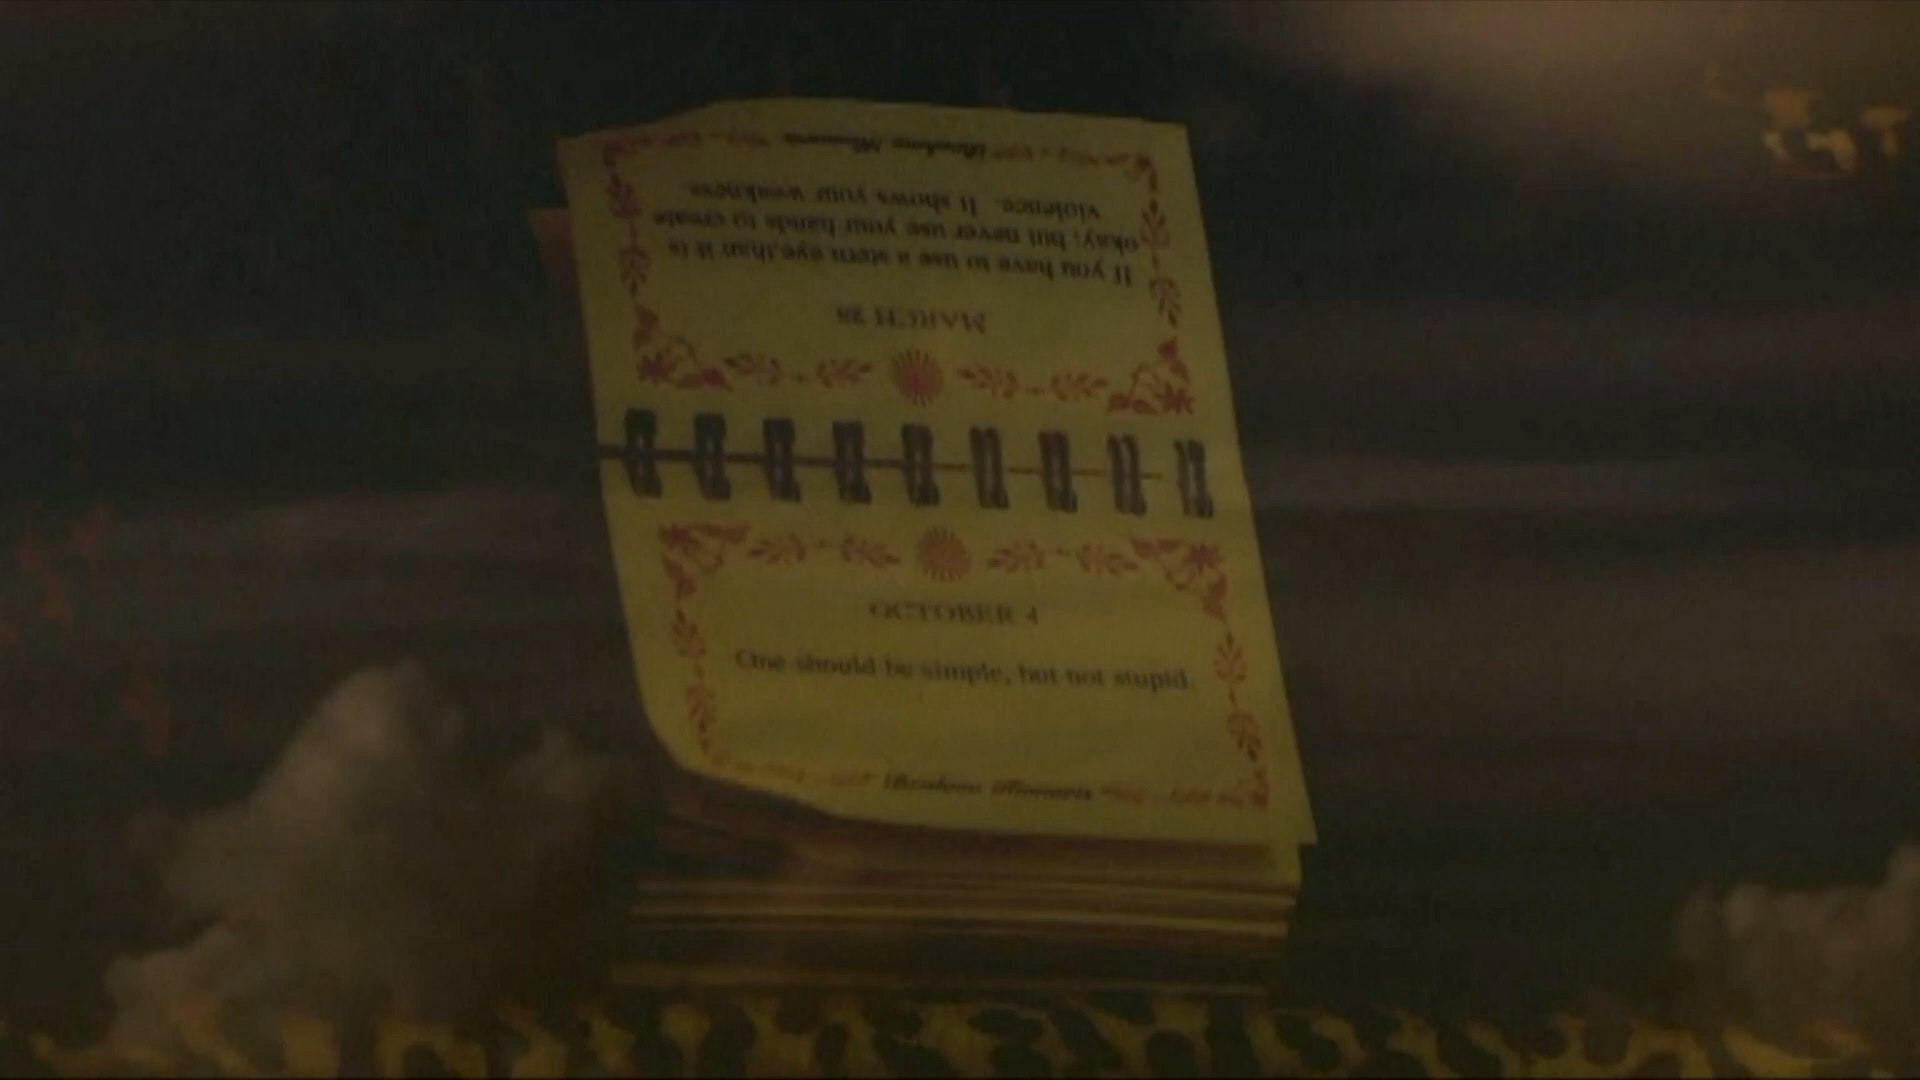 If you have to use a stern eye,than it is
okay; but never use your hands to create
violence. It shows your weakness.
MARCH 28
OCTOBER 4
One should be simple, but not stupid.